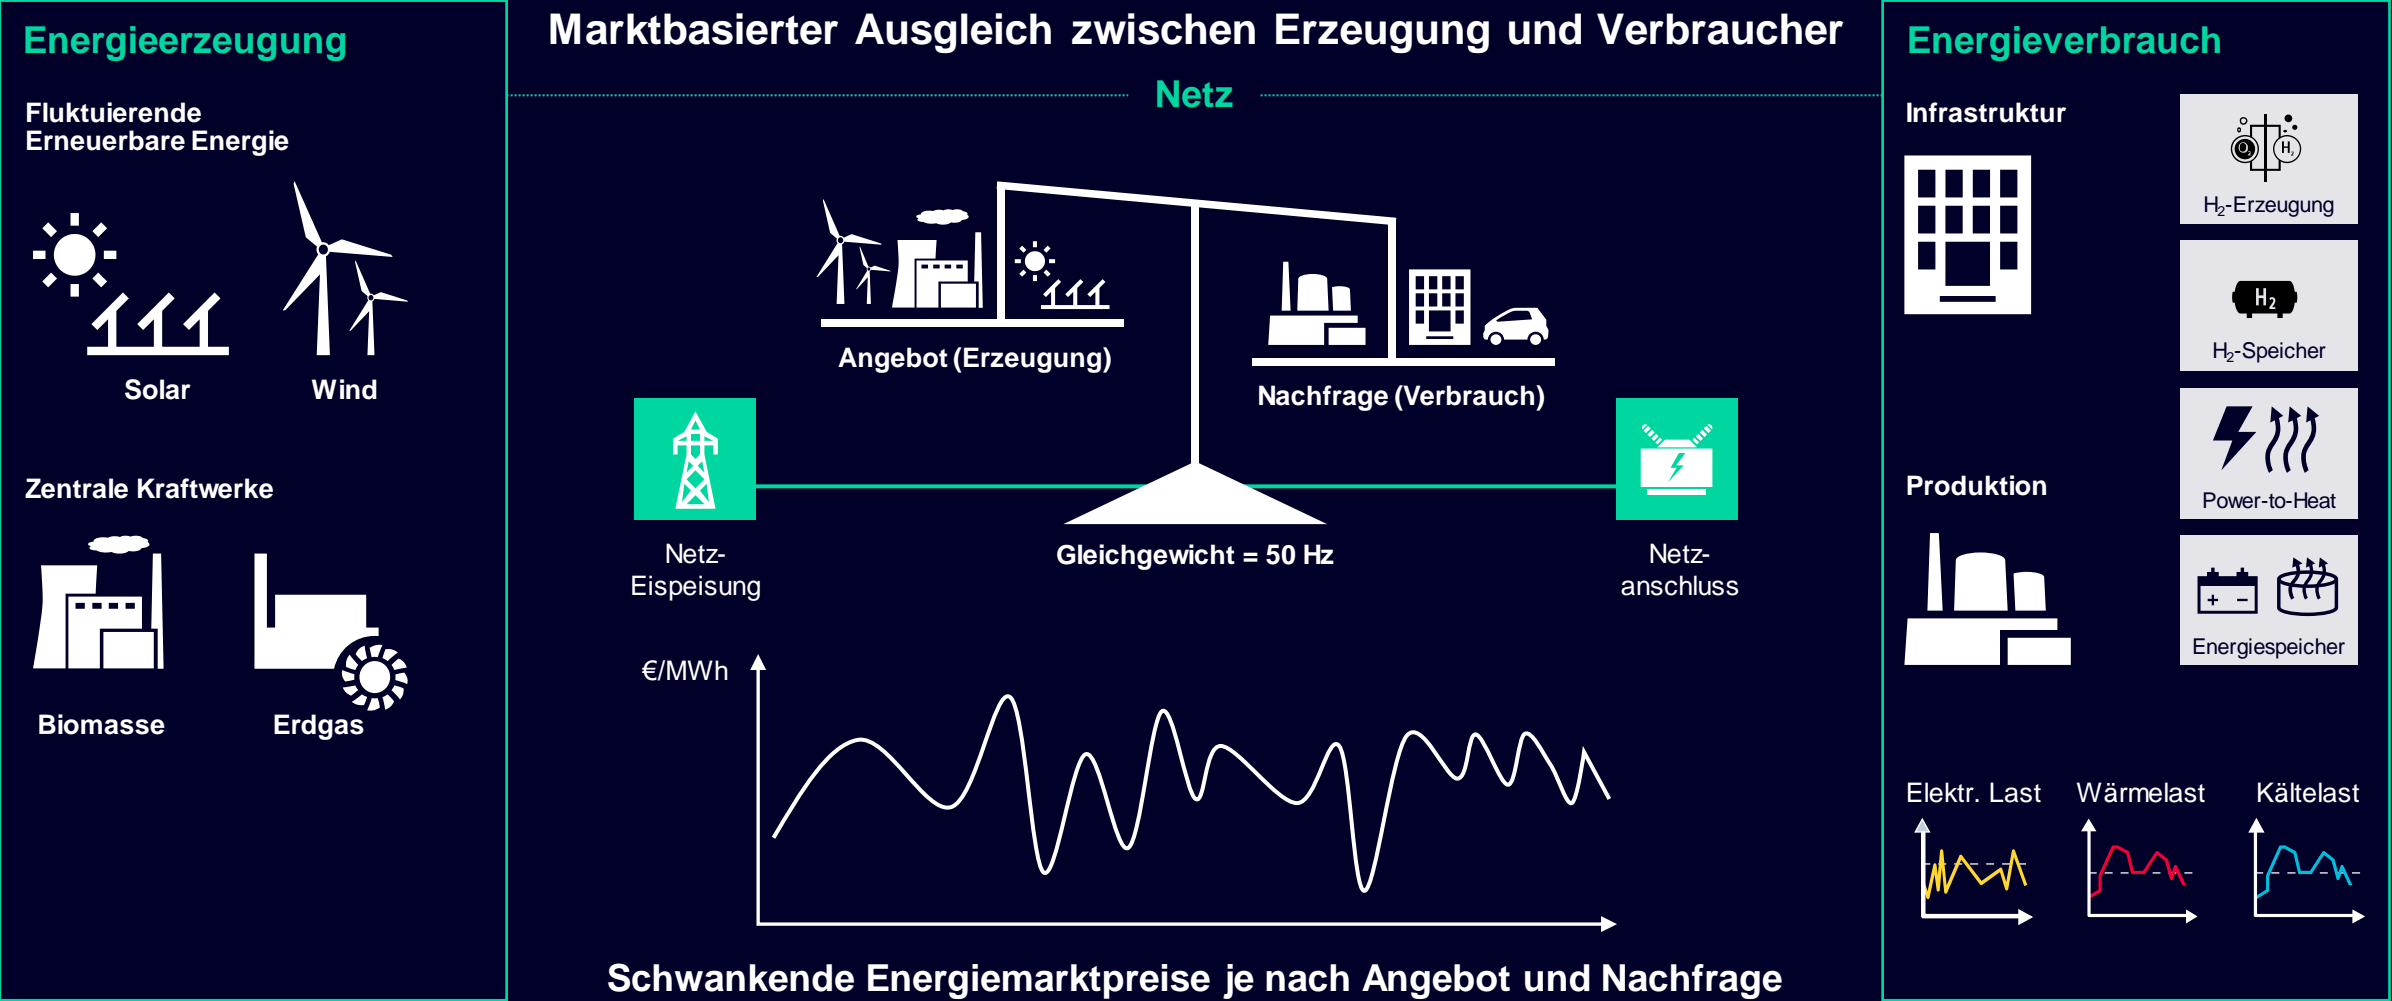 Energieerzeugung
Fluktuierende
Erneuerbare Energie
Solar
Wind
Zentrale Kraftwerke
Biomasse
Erdgas
Marktbasierter Ausgleich zwischen Erzeugung und Verbraucher
Netz
Angebot (Erzeugung)
Nachfrage (Verbrauch)
Netz-
Eispeisung
Gleichgewicht = 50 Hz
Netz-
anschluss
€/MWh
Schwankende Energiemarktpreise je nach Angebot und Nachfrage
Energieverbrauch
Infrastruktur
O₂
H₂
H₂-Erzeugung
H₂
H₂-Speicher
Power-to-Heat
Produktion
+ −
Energiespeicher
Elektr. Last
Wärmelast
Kältelast